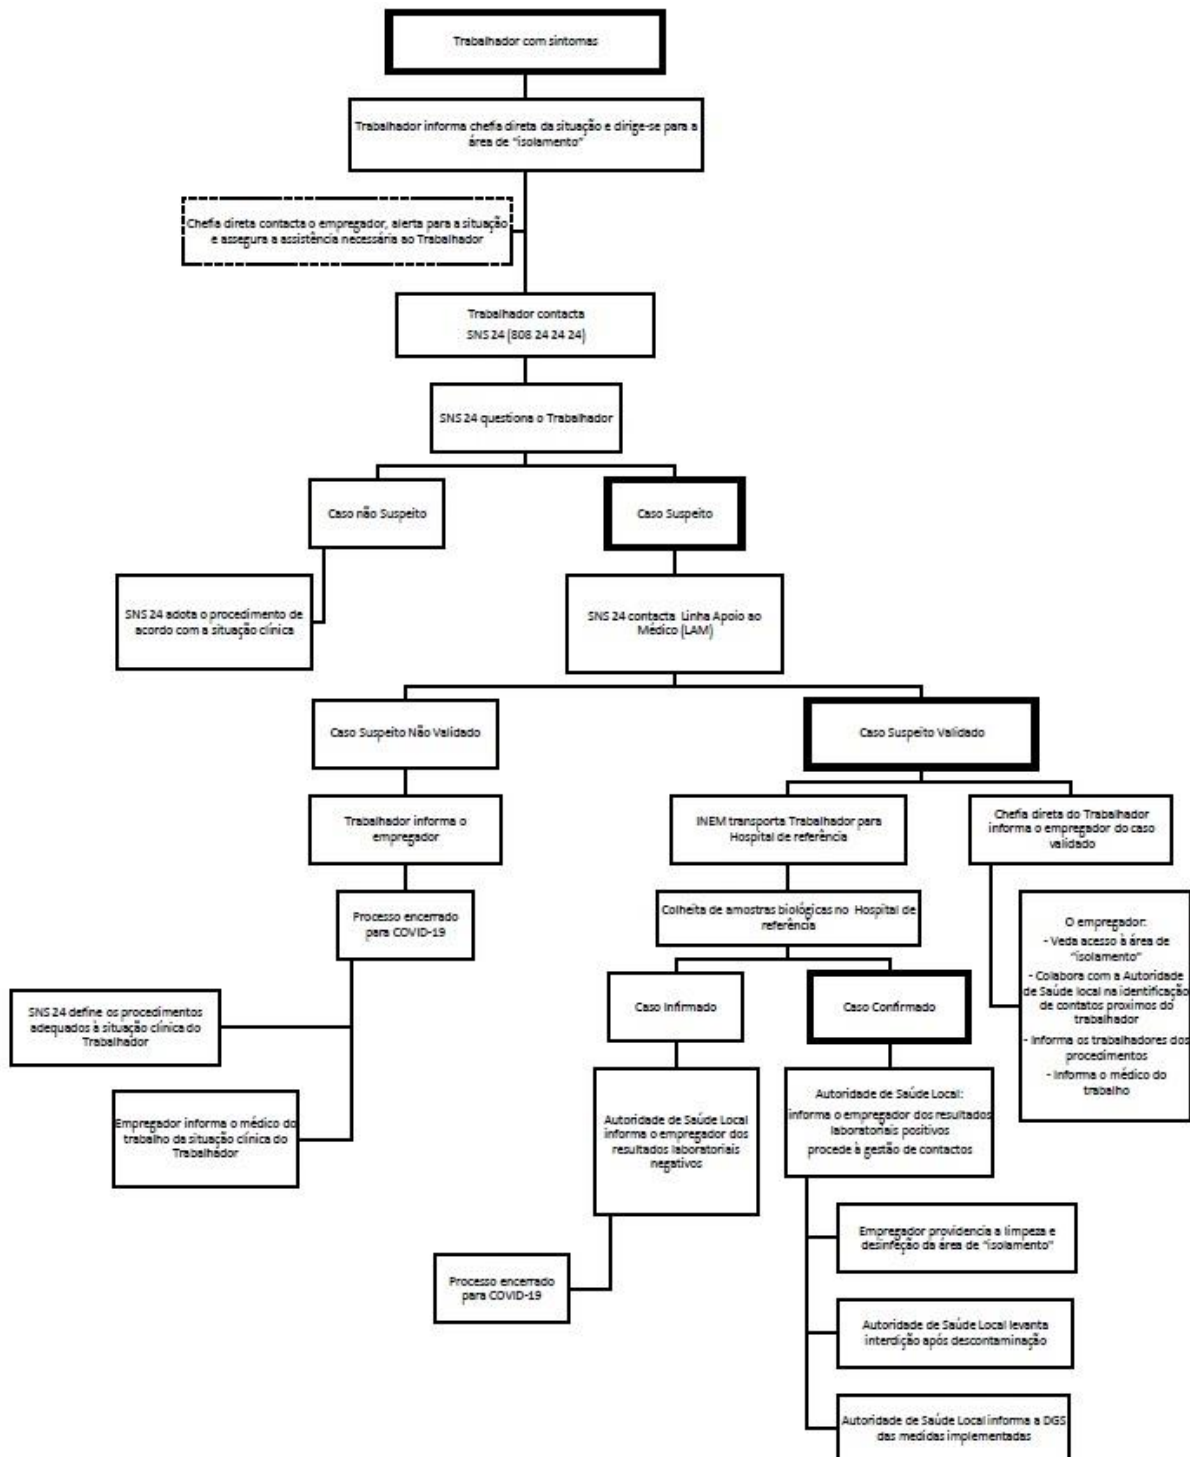 Trabalhador com sintomas
Trabalhador informa chefia direta da situação e dirige-se para a
área de “isolamento”
Chefia direta contacta o empregador, alerta para a situação
e assegura a assistência necessária ao Trabalhador
Trabalhador contacta
SNS 24 (808 24 24 24)
SNS 24 questiona o Trabalhador
Caso não Suspeito
Caso Suspeito
SNS 24 adota o procedimento de
acordo com a situação clínica
SNS 24 contacta Linha Apoio ao
Médico (LAM)
Caso Suspeito Não Validado
Caso Suspeito Validado
Trabalhador informa o
empregador
INEM transporta Trabalhador para
Hospital de referência
Chefia direta do Trabalhador
informa o empregador do caso
validado
Processo encerrado
para COVID-19
Colheita de amostras biológicas no Hospital de
referência
O empregador:
- Veda acesso à área de
“isolamento”
- Colabora com a Autoridade
de Saúde local na identificação
de contatos proximos do
trabalhador
- Informa os trabalhadores dos
procedimentos
- Informa o médico do
trabalho
SNS 24 define os procedimentos
adequados à situação clínica do
Trabalhador
Caso Infirmado
Caso Confirmado
Empregador informa o médico do
trabalho da situação clínica do
Trabalhador
Autoridade de Saúde Local
informa o empregador dos
resultados laboratoriais
negativos
Autoridade de Saúde Local:
informa o empregador dos resultados
laboratoriais positivos
procede à gestão de contactos
Processo encerrado
para COVID-19
Empregador providencia a limpeza e
desinfeção da área de “isolamento”
Autoridade de Saúde Local levanta
interdição após descontaminação
Autoridade de Saúde Local informa a DGS
das medidas implementadas